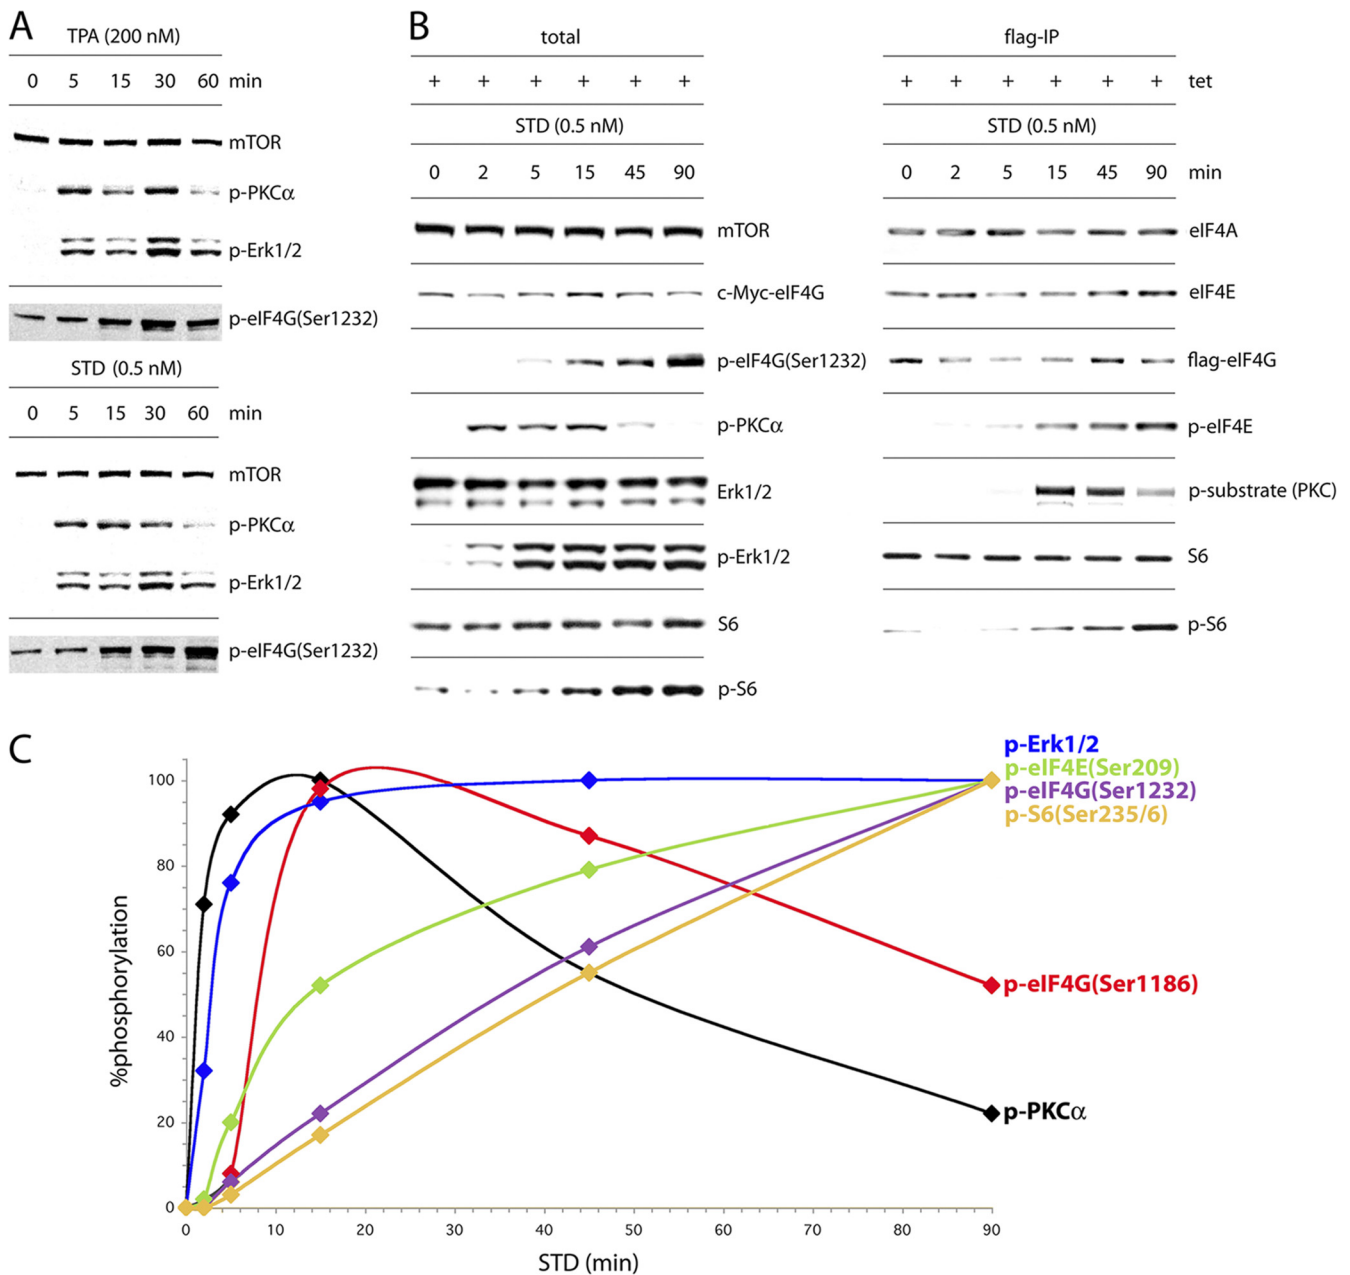 A
TPA (200 nM)
0 5 15 30 60 min
mTOR
p-PKCα
p-Erk1/2
p-eIF4G(Ser1232)
STD (0.5 nM)
0 5 15 30 60 min
mTOR
p-PKCα
p-Erk1/2
p-eIF4G(Ser1232)
B
total
+ + + + + +
STD (0.5 nM)
0 2 5 15 45 90
mTOR
c-Myc-eIF4G
p-eIF4G(Ser1232)
p-PKCα
Erk1/2
p-Erk1/2
S6
p-S6
flag-IP
+ + + + + + tet
STD (0.5 nM)
0 2 5 15 45 90 min
eIF4A
eIF4E
flag-eIF4G
p-eIF4E
p-substrate (PKC)
S6
p-S6
C
%phosphorylation
100
80
60
40
20
0
0 10 20 30 40 50 60 70 80 90
STD (min)
p-Erk1/2
p-eIF4E(Ser209)
p-eIF4G(Ser1232)
p-S6(Ser235/6)
p-eIF4G(Ser1186)
p-PKCα